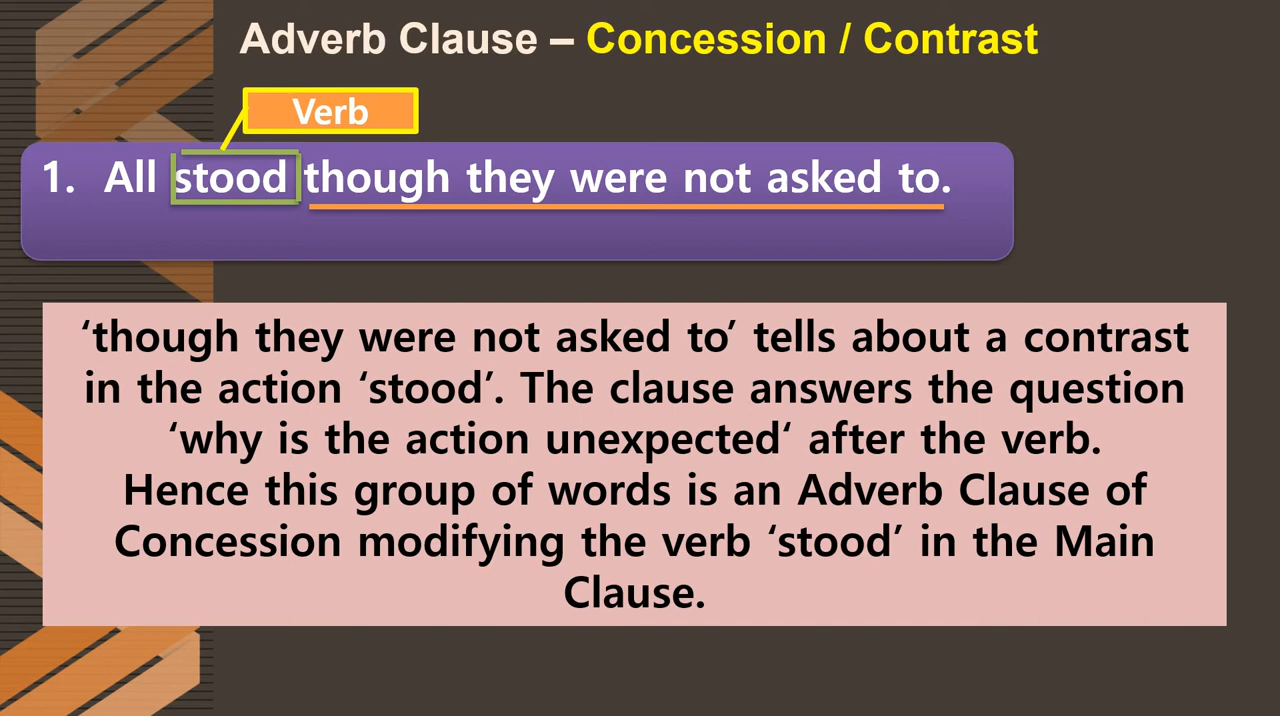 Adverb Clause – Concession / Contrast
Verb
1. All stood though they were not asked to.
‘though they were not asked to’ tells about a contrast
in the action ‘stood’. The clause answers the question
‘why is the action unexpected‘ after the verb.
Hence this group of words is an Adverb Clause of
Concession modifying the verb ‘stood’ in the Main
Clause.